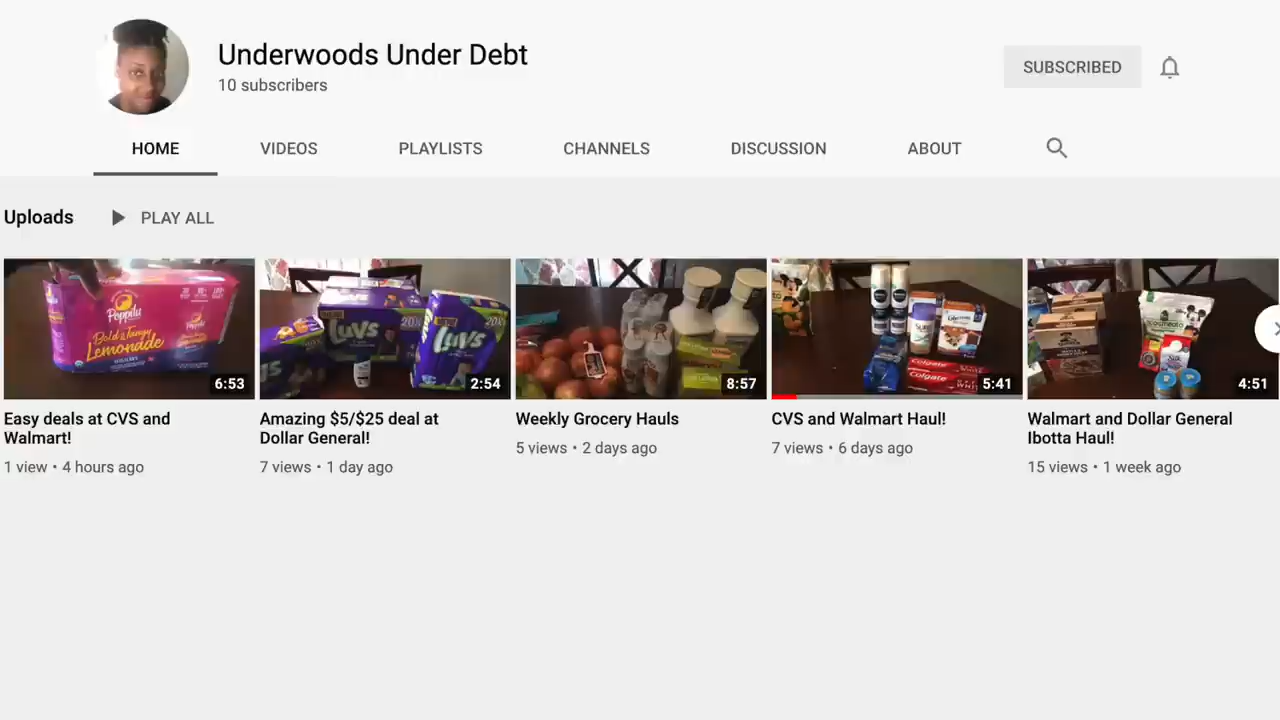 Underwoods Under Debt
10 subscribers
SUBSCRIBED
HOME VIDEOS PLAYLISTS CHANNELS DISCUSSION ABOUT
Uploads PLAY ALL
Peppilu
Bold & Tangy
Lemonade
6:53
Luvs
20%
Luvs
20%
2:54
8:57
Colgate
Colgate
5:41
4:51
Easy deals at CVS and
Walmart!
1 view • 4 hours ago
Amazing $5/$25 deal at
Dollar General!
7 views • 1 day ago
Weekly Grocery Hauls
5 views • 2 days ago
CVS and Walmart Haul!
7 views • 6 days ago
Walmart and Dollar General
Ibotta Haul!
15 views • 1 week ago